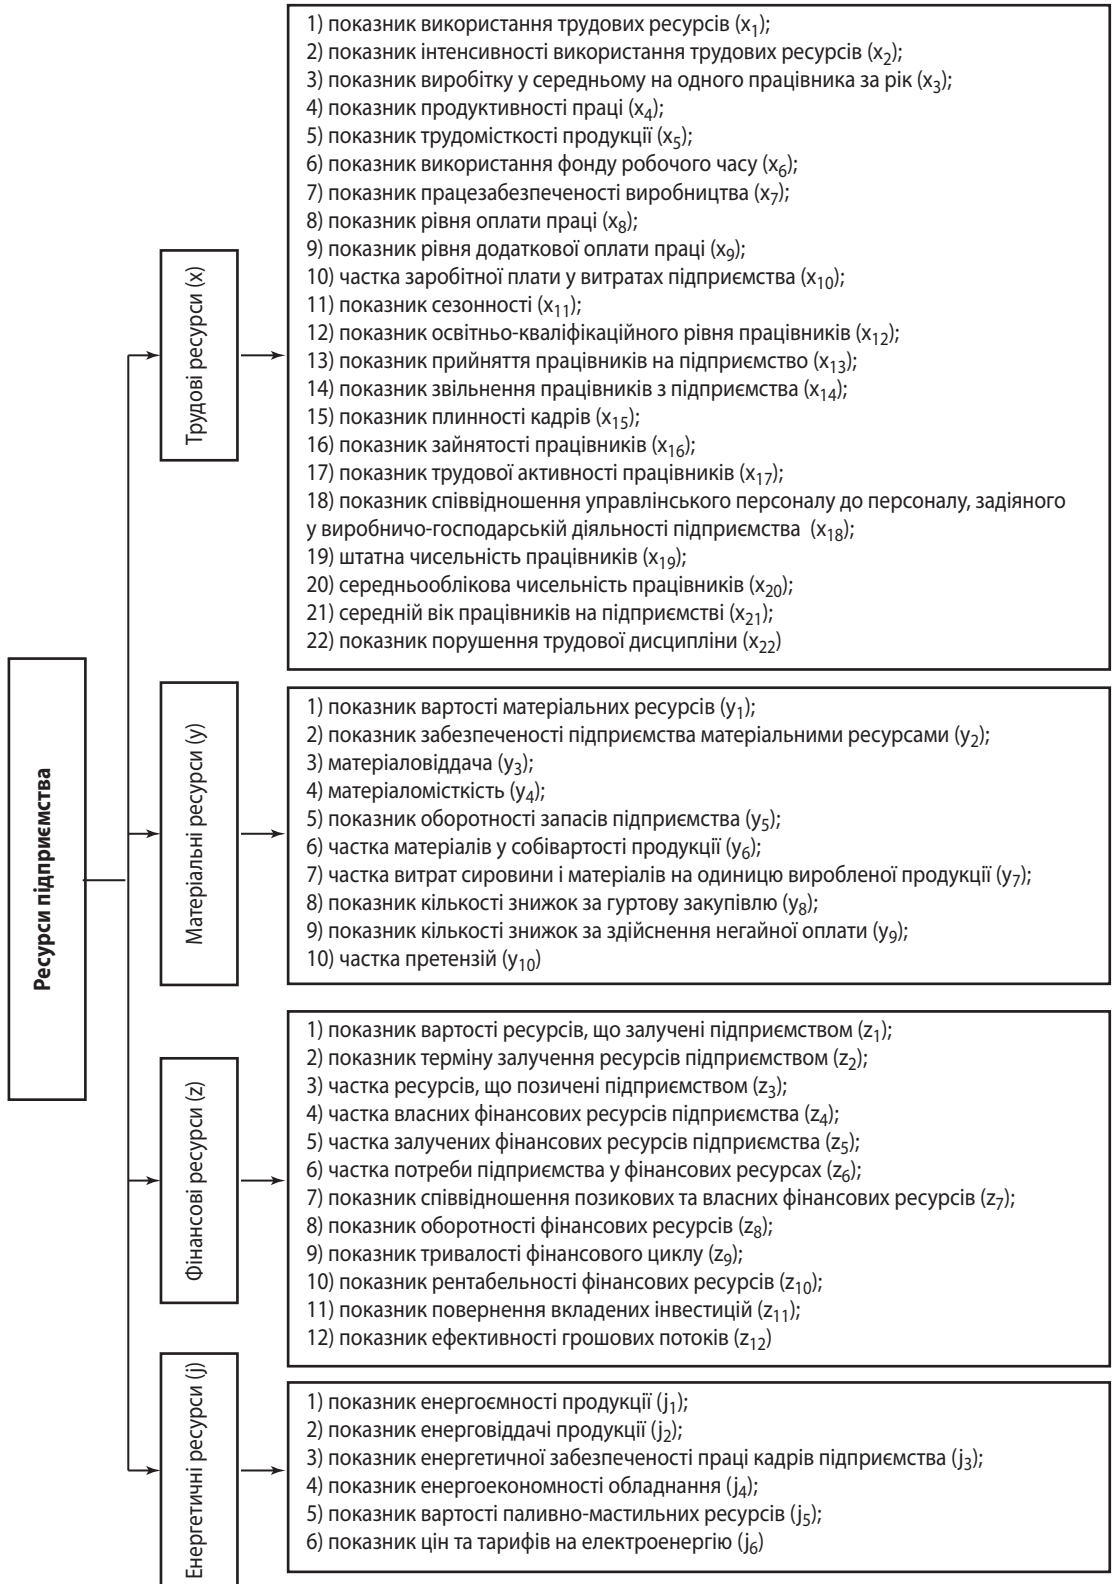 Ресурси підприємства
Трудові ресурси (x)
1) показник використання трудових ресурсів (x1);
2) показник інтенсивності використання трудових ресурсів (x2);
3) показник виробітку у середньому на одного працівника за рік (x3);
4) показник продуктивності праці (x4);
5) показник трудомісткості продукції (x5);
6) показник використання фонду робочого часу (x6);
7) показник працезабезпеченості виробництва (x7);
8) показник рівня оплати праці (x8);
9) показник рівня додаткової оплати праці (x9);
10) частка заробітної плати у витратах підприємства (x10);
11) показник сезонності (x11);
12) показник освітньо-кваліфікаційного рівня працівників (x12);
13) показник прийняття працівників на підприємство (x13);
14) показник звільнення працівників з підприємства (x14);
15) показник плинності кадрів (x15);
16) показник зайнятості працівників (x16);
17) показник трудової активності працівників (x17);
18) показник співвідношення управлінського персоналу до персоналу, задіяного
у виробничо-господарській діяльності підприємства (x18);
19) штатна чисельність працівників (x19);
20) середньооблікова чисельність працівників (x20);
21) середній вік працівників на підприємстві (x21);
22) показник порушення трудової дисципліни (x22)
Матеріальні ресурси (y)
1) показник вартості матеріальних ресурсів (y1);
2) показник забезпеченості підприємства матеріальними ресурсами (y2);
3) матеріаловіддача (y3);
4) матеріаломісткість (y4);
5) показник оборотності запасів підприємства (y5);
6) частка матеріалів у собівартості продукції (y6);
7) частка витрат сировини і матеріалів на одиницю виробленої продукції (y7);
8) показник кількості знижок за гуртову закупівлю (y8);
9) показник кількості знижок за здійснення негайної оплати (y9);
10) частка претензій (y10)
Фінансові ресурси (z)
1) показник вартості ресурсів, що залучені підприємством (z1);
2) показник терміну залучення ресурсів підприємством (z2);
3) частка ресурсів, що позичені підприємством (z3);
4) частка власних фінансових ресурсів підприємства (z4);
5) частка залучених фінансових ресурсів підприємства (z5);
6) частка потреби підприємства у фінансових ресурсах (z6);
7) показник співвідношення позикових та власних фінансових ресурсів (z7);
8) показник оборотності фінансових ресурсів (z8);
9) показник тривалості фінансового циклу (z9);
10) показник рентабельності фінансових ресурсів (z10);
11) показник повернення вкладених інвестицій (z11);
12) показник ефективності грошових потоків (z12)
Енергетичні ресурси (j)
1) показник енергоємності продукції (j1);
2) показник енерговіддачі продукції (j2);
3) показник енергетичної забезпеченості праці кадрів підприємства (j3);
4) показник енергоекономності обладнання (j4);
5) показник вартості паливно-мастильних ресурсів (j5);
6) показник цін та тарифів на електроенергію (j6)